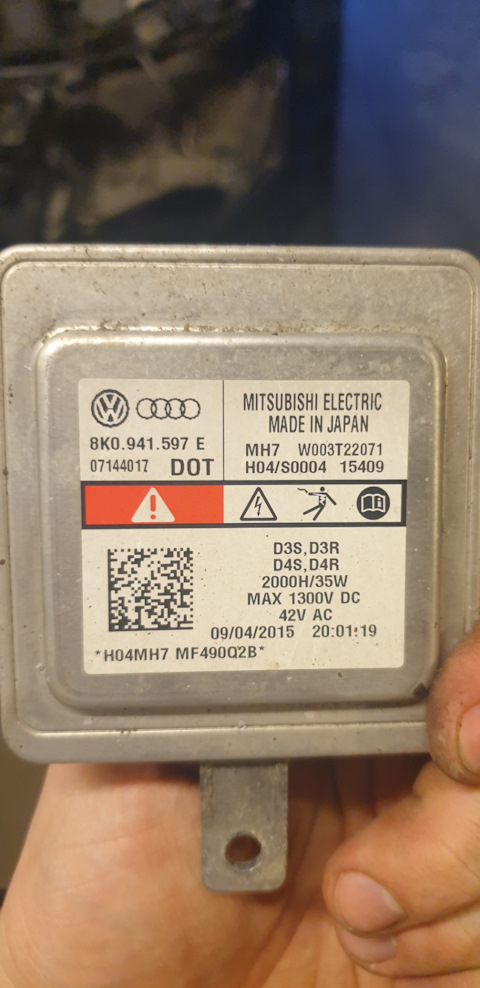 8K0.941.597 E
07144017 DOT
MITSUBISHI ELECTRIC
MADE IN JAPAN
MH7 W003T22071
H04/S0004 15409
D3S,D3R
D4S,D4R
2000H/35W
MAX 1300V DC
42V AC
09/04/2015 20:01:19
*H04MH7 MF490Q2B*